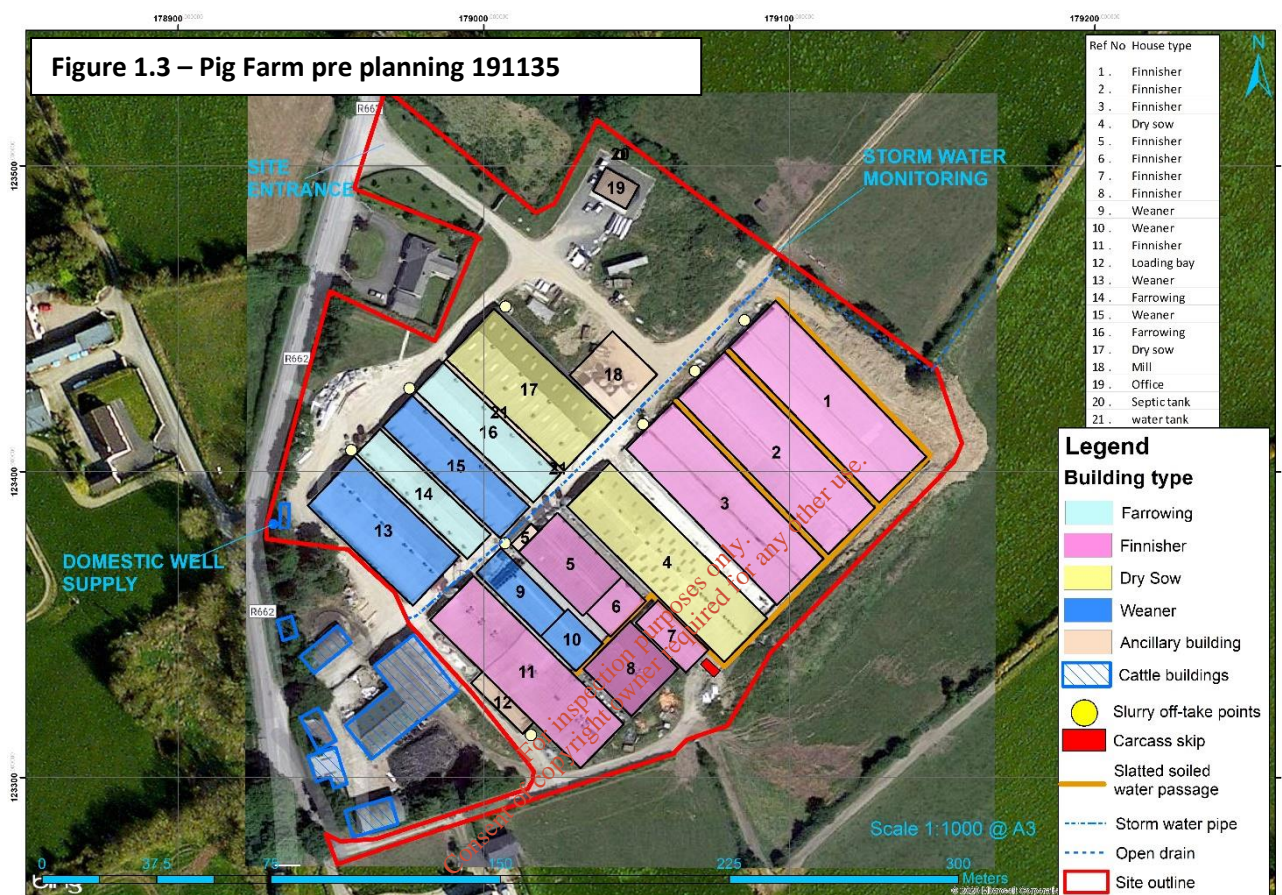 178900
179000
179100
179200
Figure 1.3 – Pig Farm pre planning 191135
Ref No House type
1 . Finnisher
2 . Finnisher
3 . Finnisher
4 . Dry sow
5 . Finnisher
6 . Finnisher
7 . Finnisher
8 . Finnisher
9 . Weaner
10 . Weaner
11 . Finnisher
12 . Loading bay
13 . Weaner
14 . Farrowing
15 . Weaner
16 . Farrowing
17 . Dry sow
18 . Mill
19 . Office
20 . Septic tank
21 . water tank
N
R662
SITE
ENTRANCE
20
19
STORM WATER
MONITORING
123500
123400
123300
R662
18
17
21
16
15
14
13
21
1
2
3
4
5
5
6
7
8
9
10
11
12
DOMESTIC WELL
SUPPLY
R662
For inspection purposes only.
Consent of copyright owner required for any other use.
Legend
Building type
Farrowing
Finnisher
Dry Sow
Weaner
Ancillary building
Cattle buildings
Slurry off-take points
Carcass skip
Slatted soiled
water passage
Storm water pipe
Open drain
Site outline
Scale 1:1000 @ A3
0 37.5 75 150 225 300
Meters
bing